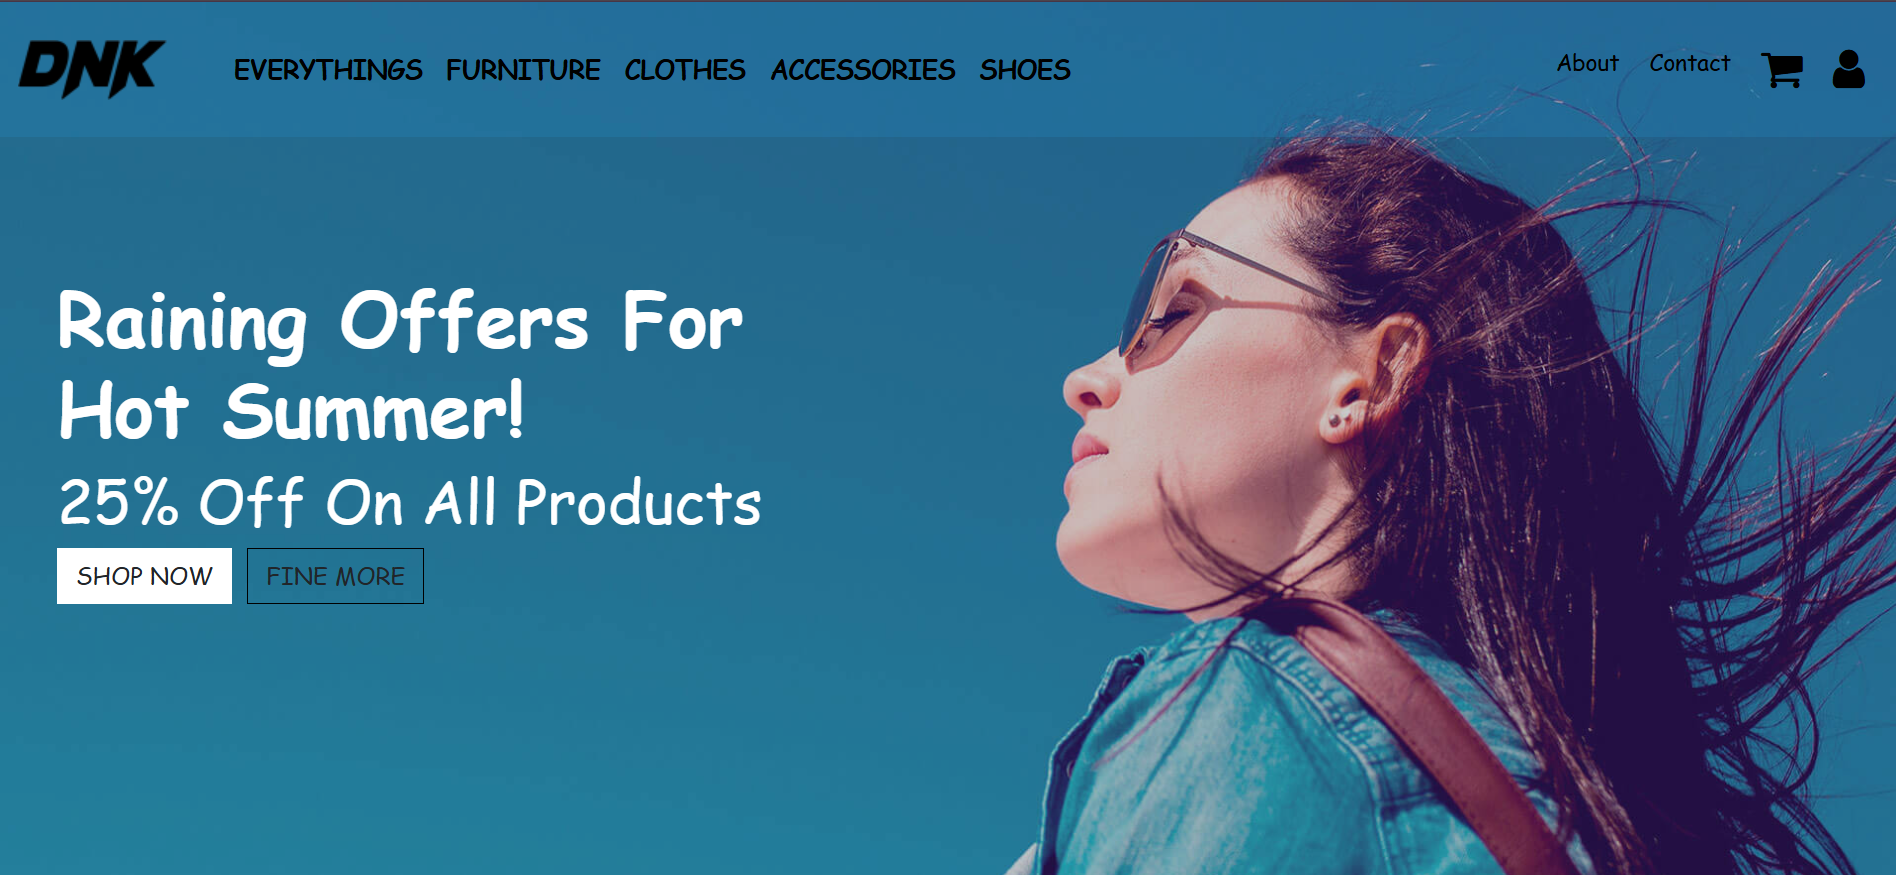 DNK
EVERYTHINGS FURNITURE CLOTHES ACCESSORIES SHOES
About Contact
Raining Offers For
Hot Summer!
25% Off On All Products
SHOP NOW
FINE MORE